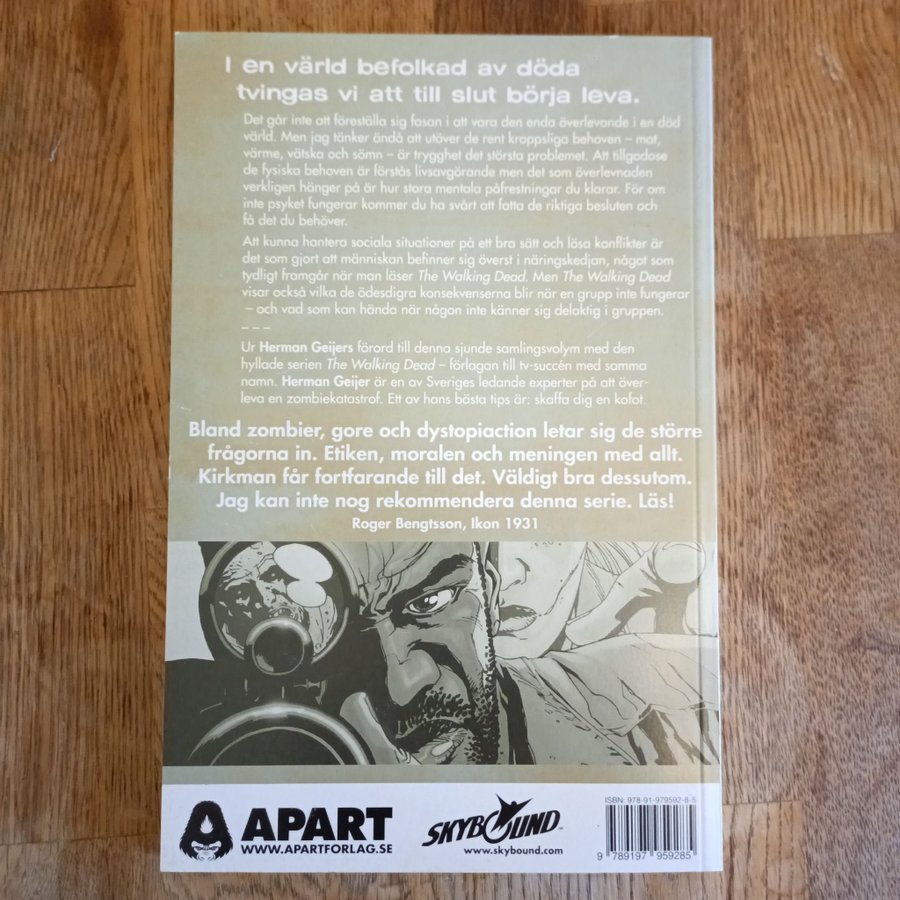 I en värld befolkad av döda
tvingas vi att till slut börja leva.
Det går inte att föreställa sig fasan i att vara den enda överlevande i en död
värld. Men jag tänker ändå att utöver de rent kroppsliga behoven – mat,
värme, vätska och sömn – är trygghet det största problemet. Att tillgodose
de fysiska behoven är förstås livsavgörande men det som överlevnaden
verkligen hänger på är hur stora mentala påfrestningar du klarar. För om
inte psyket fungerar kommer du ha svårt att fatta de riktiga besluten och
få det du behöver.
Att kunna hantera sociala situationer på ett bra sätt och lösa konflikter är
det som gjort att människan befinner sig överst i näringskedjan, något som
tydligt framgår när man läser The Walking Dead. Men The Walking Dead
visar också vilka de ödesdigra konsekvenserna blir när en grupp inte fungerar
– och vad som kan hända när någan inte känner sig delaktig i gruppen.
– – –
Ur Herman Geijers förord till denna sjunde samlingsvolym med den
hyllade serien The Walking Dead – förlagan till tv-succén med samma
namn. Herman Geijer är en av Sveriges ledande experter på att över-
leva en zombiekatastrof. Ett av hans bästa tips är: skaffa dig en kofot.
Bland zombier, gore och dystopiaction letar sig de större
frågorna in. Etiken, moralen och meningen med allt.
Kirkman får fortfarande till det. Väldigt bra dessutom.
Jag kan inte nog rekommendera denna serie. Läs!
Roger Bengtsson, Ikon 1931
APART
WWW.APARTFORLAG.SE
SKYBOUND
www.skybound.com
ISBN: 978-91-979592-8-5
9 789197 959285